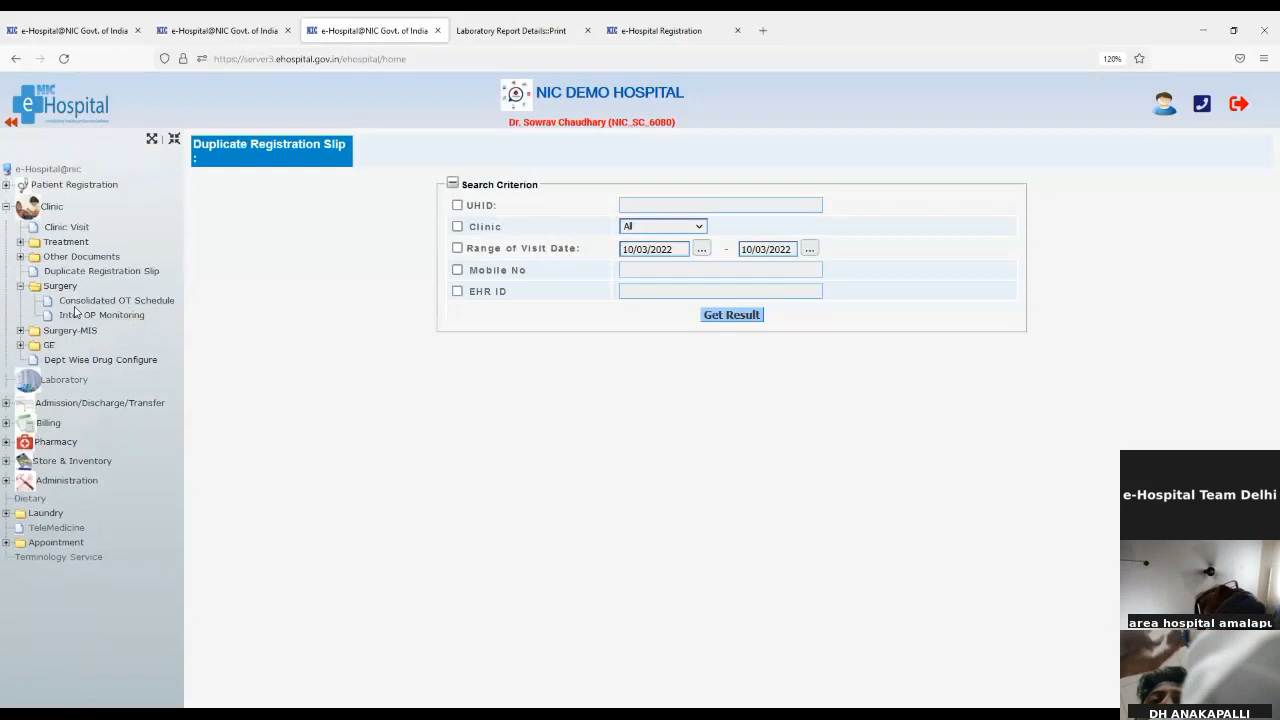 e-Hospital@NIC Govt. of India
e-Hospital@NIC Govt. of India
e-Hospital@NIC Govt. of India
Laboratory Report Details::Print
e-Hospital Registration
https://server3.ehospital.gov.in/ehospital/home
120%
NIC
eHospital
NIC DEMO HOSPITAL
Dr. Sowrav Chaudhary (NIC_SC_6080)
e-Hospital@nic
Patient Registration
Clinic
Clinic Visit
Treatment
Other Documents
Duplicate Registration Slip
Surgery
Consolidated OT Schedule
OP Monitoring
Surgery-MIS
GE
Dept Wise Drug Configure
Laboratory
Admission/Discharge/Transfer
Billing
Pharmacy
Store & Inventory
Administration
Dietary
Laundry
TeleMedicine
Appointment
Terminology Service
Duplicate Registration Slip
:
Search Criterion
UHID:
Clinic All
Range of Visit Date: 10/03/2022 ... - 10/03/2022 ...
Mobile No
EHR ID
Get Result
e-Hospital Team Delhi
area hospital amalapu
DH ANAKAPALLI